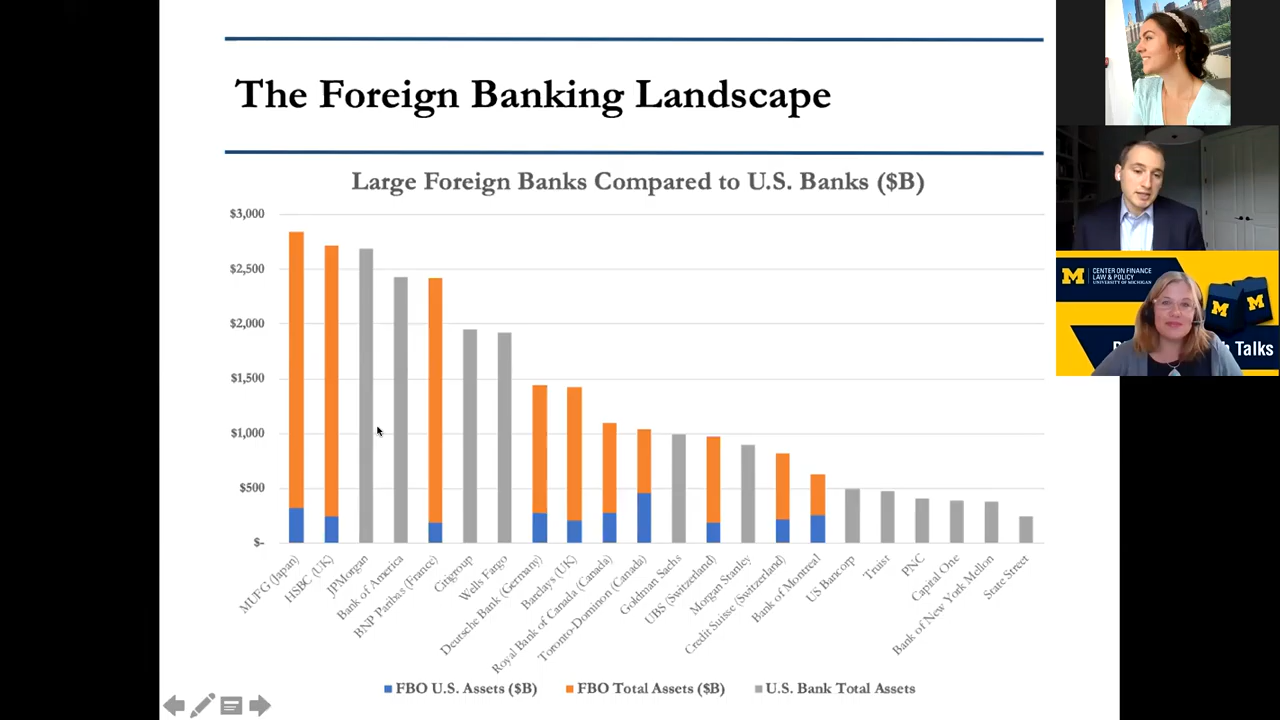 The Foreign Banking Landscape
Large Foreign Banks Compared to U.S. Banks ($B)
$3,000
$2,500
$2,000
$1,500
$1,000
$500
$-
MUFG (Japan)
HSBC (UK)
JPMorgan
Bank of America
BNP Paribas (France)
Citigroup
Wells Fargo
Deutsche Bank (Germany)
Barclays (UK)
Royal Bank of Canada (Canada)
Toronto-Dominion (Canada)
Goldman Sachs
UBS (Switzerland)
Morgan Stanley
Credit Suisse (Switzerland)
Bank of Montreal
US Bancorp
Truist
PNC
Capital One
Bank of New York Mellon
State Street
FBO U.S. Assets ($B)
FBO Total Assets ($B)
U.S. Bank Total Assets
M
CENTER ON FINANCE
LAW & POLICY
UNIVERSITY OF MICHIGAN
M
M
Talks